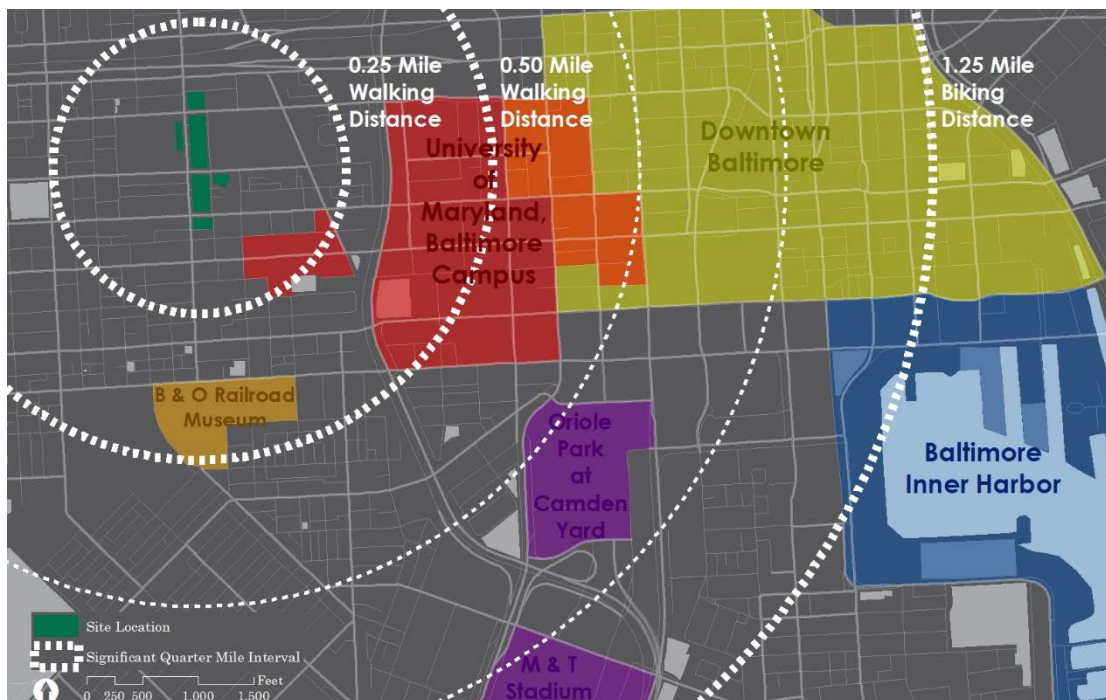 0.25 Mile
Walking
Distance
0.50 Mile
Walking
Distance
1.25 Mile
Biking
Distance
University
of
Maryland,
Baltimore
Campus
Downtown
Baltimore
B & O Railroad
Museum
Oriole
Park
at
Camden
Yard
Baltimore
Inner Harbor
M & T
Stadium
Site Location
Significant Quarter Mile Interval
Feet
0 250 500 1,000 1,500